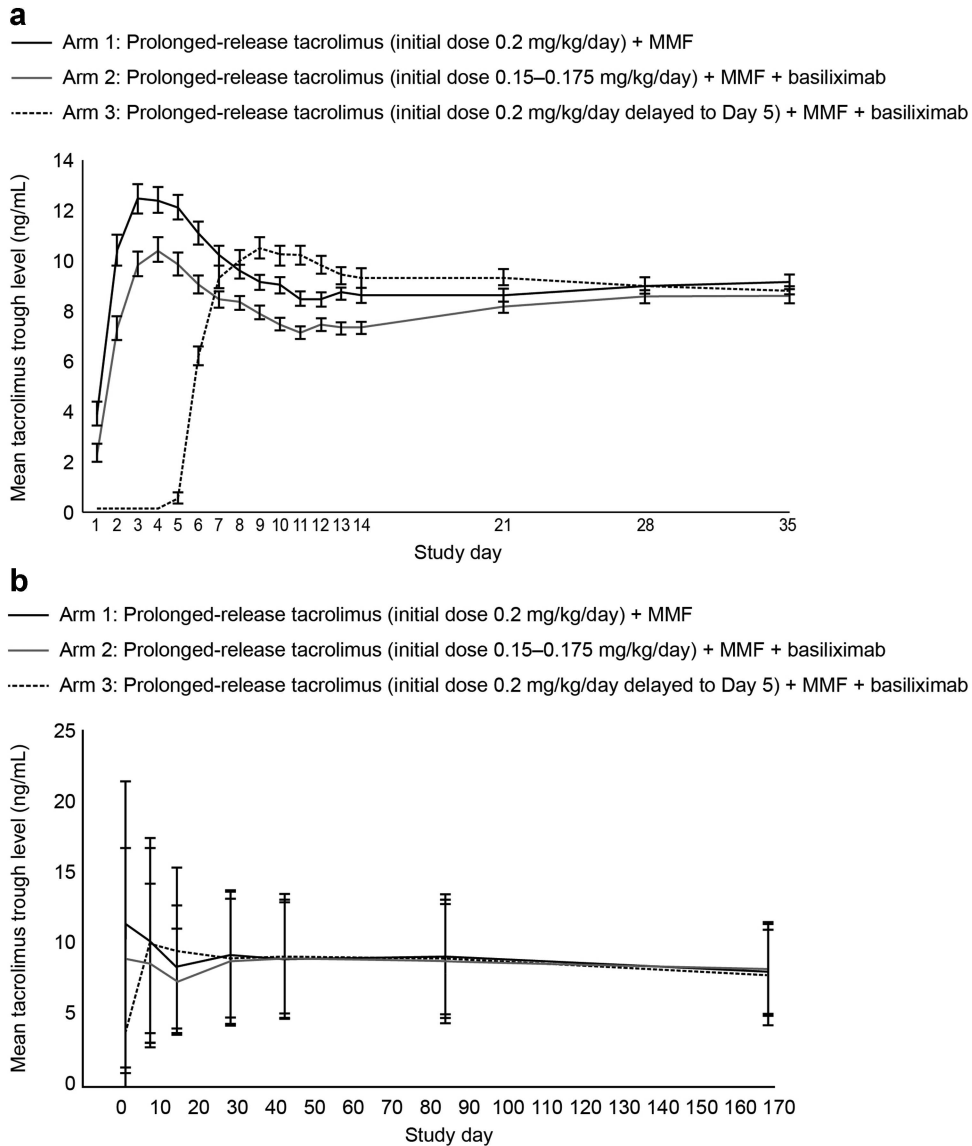 a
Arm 1: Prolonged-release tacrolimus (initial dose 0.2 mg/kg/day) + MMF
Arm 2: Prolonged-release tacrolimus (initial dose 0.15–0.175 mg/kg/day) + MMF + basiliximab
Arm 3: Prolonged-release tacrolimus (initial dose 0.2 mg/kg/day delayed to Day 5) + MMF + basiliximab
Mean tacrolimus trough level (ng/mL)
14
12
10
8
6
4
2
0
1 2 3 4 5 6 7 8 9 10 11 12 13 14 21 28 35
Study day
b
Arm 1: Prolonged-release tacrolimus (initial dose 0.2 mg/kg/day) + MMF
Arm 2: Prolonged-release tacrolimus (initial dose 0.15–0.175 mg/kg/day) + MMF + basiliximab
Arm 3: Prolonged-release tacrolimus (initial dose 0.2 mg/kg/day delayed to Day 5) + MMF + basiliximab
Mean tacrolimus trough level (ng/mL)
25
20
15
10
5
0
0 10 20 30 40 50 60 70 80 90 100 110 120 130 140 150 160 170
Study day